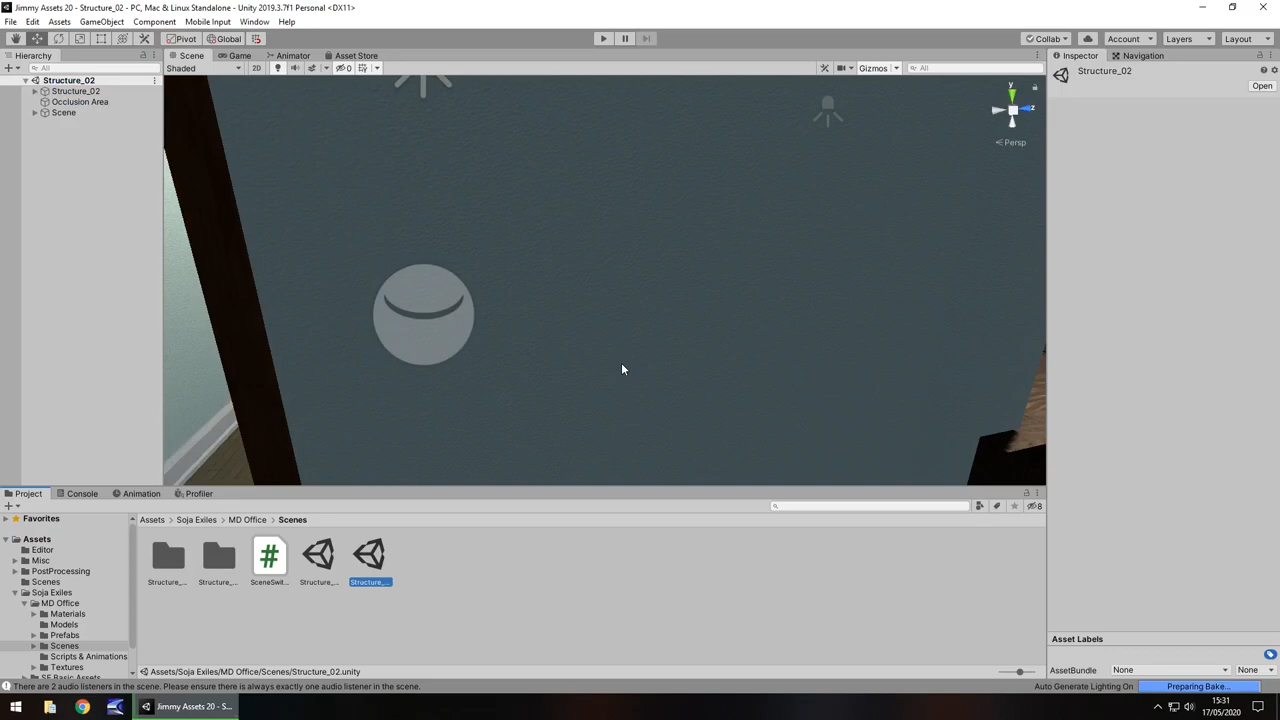 Jimmy Assets 20 - Structure_02 - PC, Mac & Linux Standalone - Unity 2019.3.7f1 Personal <DX11>
File Edit Assets GameObject Component Mobile Input Window Help
Pivot Global Collab Account Layers Layout
Hierarchy Scene Game Animator Asset Store Inspector Navigation
All Shaded 2D 0 Gizmos All
Structure_02
Structure_02
Occlusion Area
Scene
Structure_02
Open
y
z
Persp
Project Console Animation Profiler
8
Favorites
Assets
Editor
Misc
PostProcessing
Scenes
Soja Exiles
MD Office
Materials
Models
Prefabs
Scenes
Scripts & Animations
Textures
SE Basic Assets
Assets Soja Exiles MD Office Scenes
Structure_... Structure_... SceneSwit... Structure_... Structure_...
Assets/Soja Exiles/MD Office/Scenes/Structure_02.unity
Asset Labels
AssetBundle None None
There are 2 audio listeners in the scene. Please ensure there is always exactly one audio listener in the scene.
Auto Generate Lighting On Preparing Bake...
Jimmy Assets 20 - S...
15:31
17/05/2020